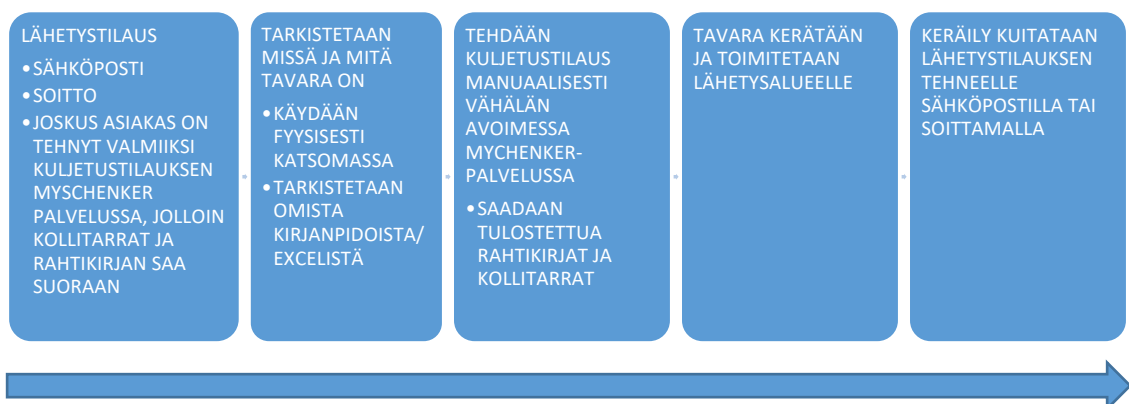 LÄHETYSTILAUS
•SÄHKÖPOSTI
•SOITTO
•JOSKUS ASIAKAS ON
TEHNYT VALMIIKSI
KULJETUSTILAUKSEN
MYSCHENKER
PALVELUSSA, JOLLOIN
KOLLITARRAT JA
RAHTIKIRJAN SAA
SUORAAN
TARKISTETAAN
MISSÄ JA MITÄ
TAVARA ON
•KÄYDÄÄN
FYYSISESTI
KATSOMASSA
•TARKISTETAAN
OMISTA
KIRJANPIDOISTA/
EXCELISTÄ
TEHDÄÄN
KULJETUSTILAUS
MANUAALISESTI
VÄHÄLÄN
AVOIMESSA
MYCHENKER-
PALVELUSSA
•SAADAAN
TULOSTETTUA
RAHTIKIRJAT JA
KOLLITARRAT
TAVARA KERÄTÄÄN
JA TOIMITETAAN
LÄHETYSALUEELLE
KERÄILY KUITATAAN
LÄHETYSTILAUKSEN
TEHNEELLE
SÄHKÖPOSTILLA TAI
SOITTAMALLA